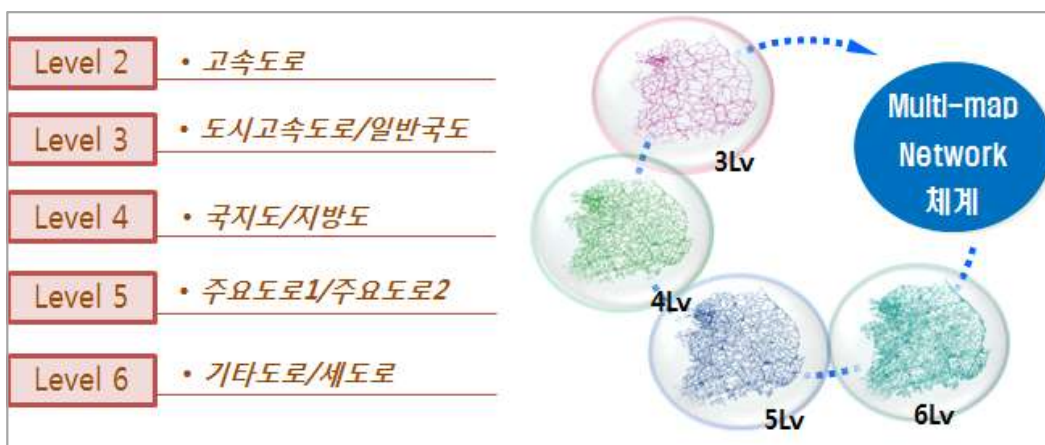 Level 2
• 고속도로
Level 3
• 도시고속도로/일반국도
Level 4
• 국지도/지방도
Level 5
• 주요도로1/주요도로2
Level 6
• 기타도로/세도로
3Lv
4Lv
5Lv
6Lv
Multi-map
Network
체계